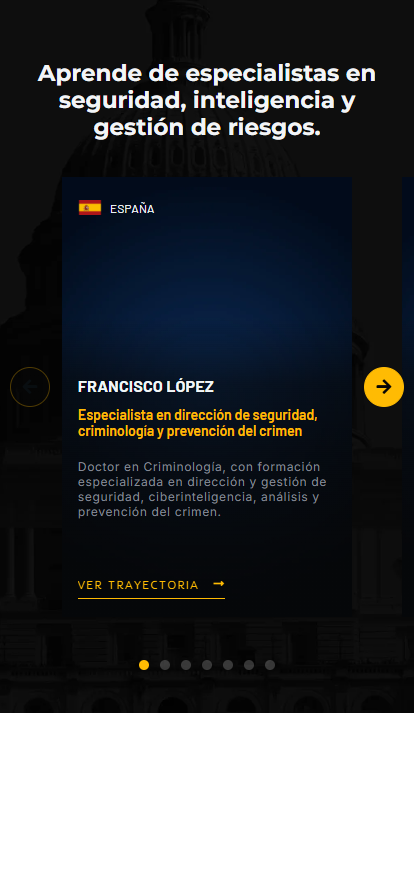 Aprende de especialistas en
seguridad, inteligencia y
gestión de riesgos.
ESPAÑA
FRANCISCO LÓPEZ
Especialista en dirección de seguridad,
criminología y prevención del crimen
Doctor en Criminología, con formación
especializada en dirección y gestión de
seguridad, ciberinteligencia, análisis y
prevención del crimen.
VER TRAYECTORIA